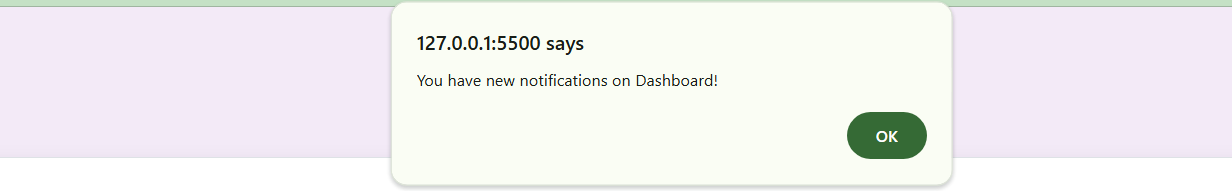 127.0.0.1:5500 says
You have new notifications on Dashboard!
OK